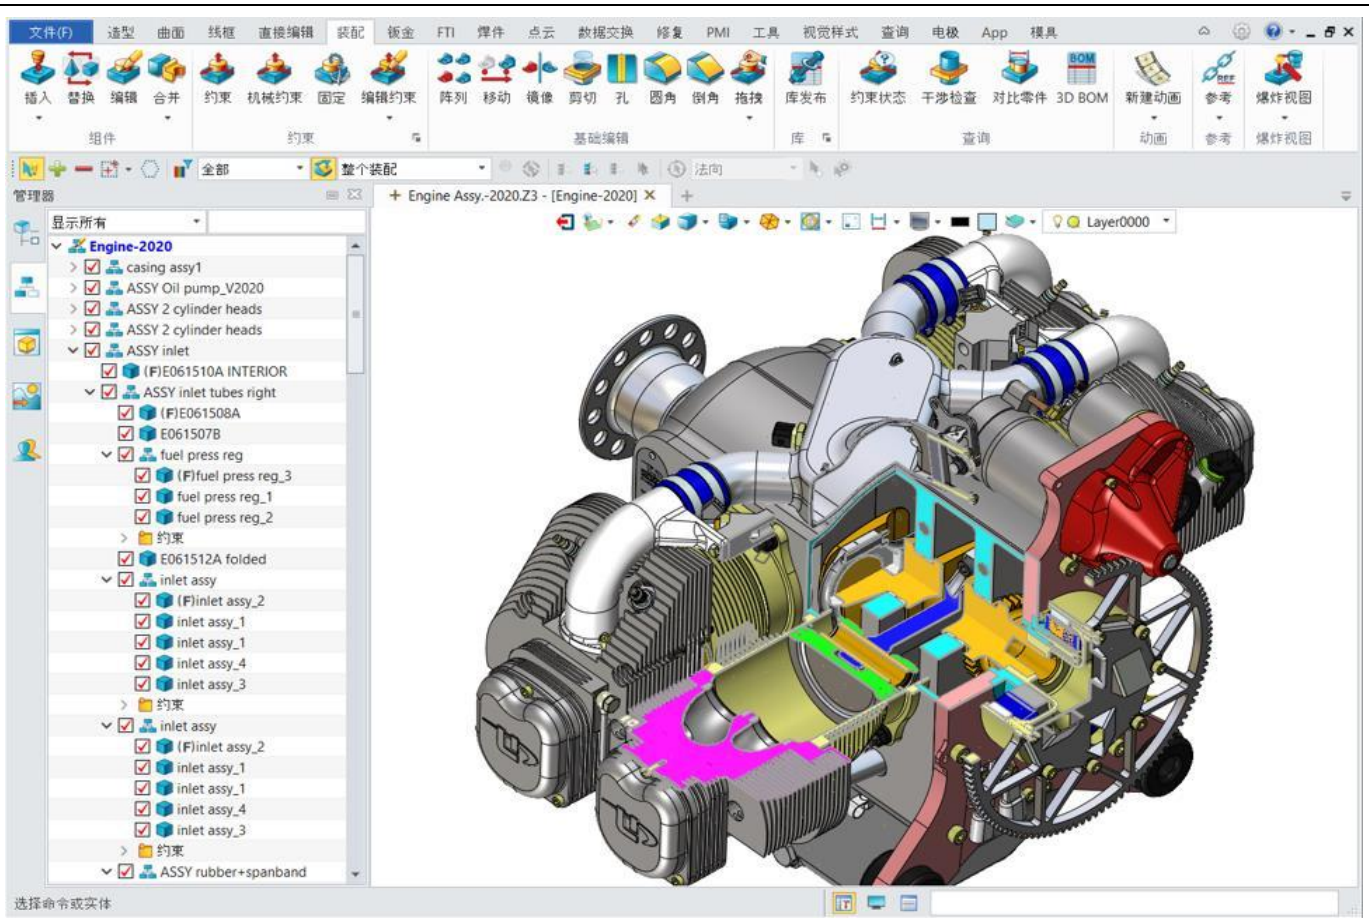 文件(F) 造型 曲面 线框 直接编辑 装配 钣金 FTI 焊件 点云 数据交换 修复 PMI 工具 视觉样式 查询 电极 App 模具
插入 替换 编辑 合并 约束 机械约束 固定 编辑约束 阵列 移动 镜像 剪切 孔 圆角 倒角 拖拽 库发布 约束状态 干涉检查 对比零件 3D BOM 新建动画 参考 爆炸视图
组件 约束 基础编辑 库 查询 动画 参考 爆炸视图
全部 整个装配 法向
管理器 Engine Assy.-2020.Z3 - [Engine-2020]
显示所有 Layer0000
Engine-2020
casing assy1
ASSY Oil pump_V2020
ASSY 2 cylinder heads
ASSY 2 cylinder heads
ASSY inlet
(F)E061510A INTERIOR
ASSY inlet tubes right
(F)E061508A
E061507B
fuel press reg
(F)fuel press reg_3
fuel press reg_1
fuel press reg_2
约束
E061512A folded
inlet assy
(F)inlet assy_2
inlet assy_1
inlet assy_1
inlet assy_4
inlet assy_3
约束
inlet assy
(F)inlet assy_2
inlet assy_1
inlet assy_1
inlet assy_4
inlet assy_3
约束
ASSY rubber+spanband
选择命令或实体